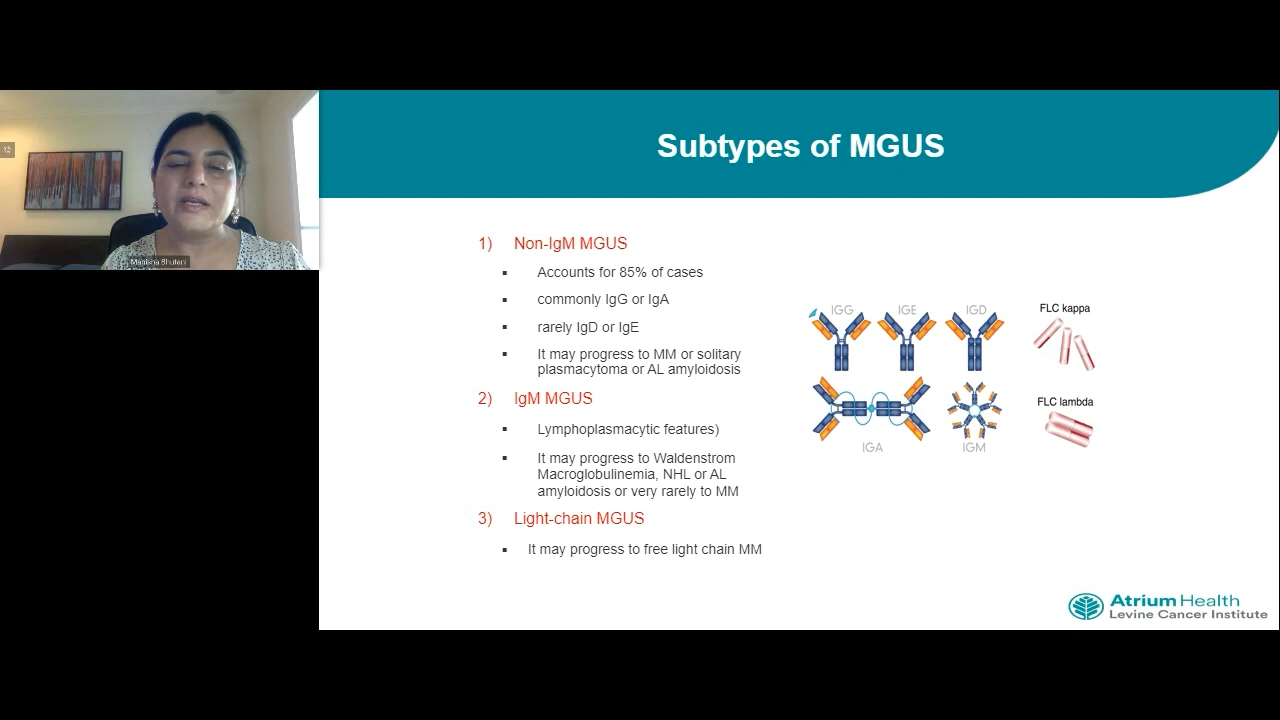 Subtypes of MGUS
Manisha Bhutani
1) Non-IgM MGUS
▪ Accounts for 85% of cases
▪ commonly IgG or IgA
▪ rarely IgD or IgE
▪ It may progress to MM or solitary
plasmacytoma or AL amyloidosis
2) IgM MGUS
▪ Lymphoplasmacytic features)
▪ It may progress to Waldenstrom
Macroglobulinemia, NHL or AL
amyloidosis or very rarely to MM
3) Light-chain MGUS
▪ It may progress to free light chain MM
IGG IGE IGD
FLC kappa
FLC lambda
IGA IGM
Atrium Health
Levine Cancer Institute